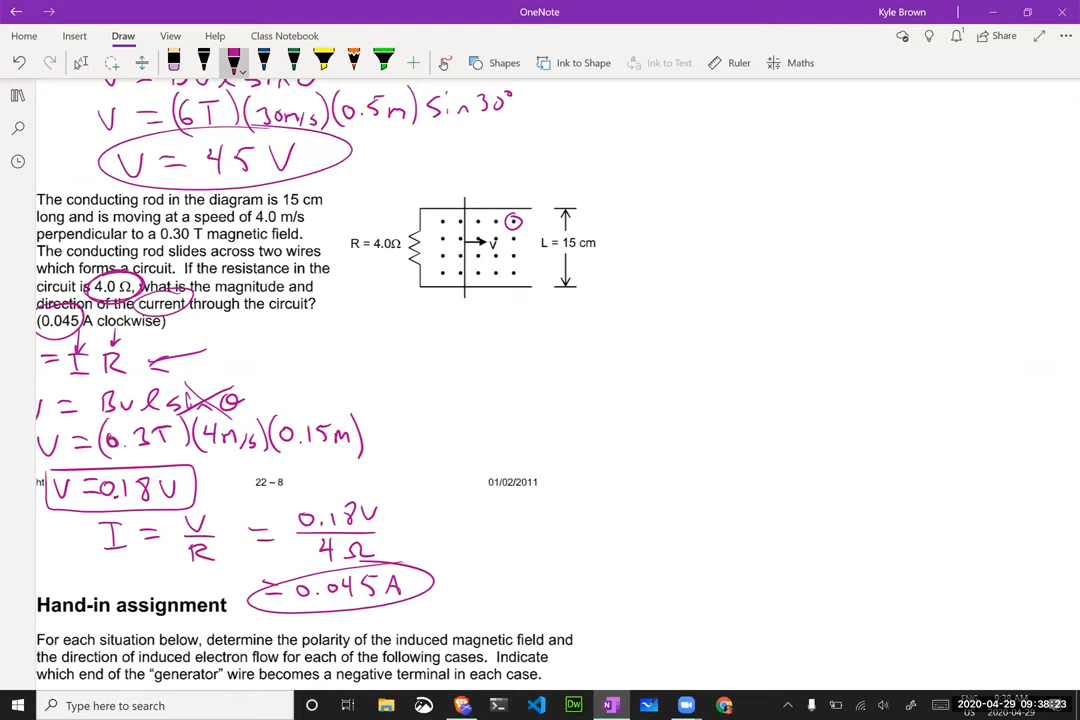 OneNote
Kyle Brown
Home Insert Draw View Help Class Notebook
Share
Shapes Ink to Shape Ink to Text Ruler Maths
V = (6T)(30m/s)(0.5m) Sin30°
V = 45 V
The conducting rod in the diagram is 15 cm
long and is moving at a speed of 4.0 m/s
perpendicular to a 0.30 T magnetic field.
The conducting rod slides across two wires
which forms a circuit. If the resistance in the
circuit is 4.0 Ω, what is the magnitude and
direction of the current through the circuit?
(0.045 A clockwise)
R = 4.0Ω
v
L = 15 cm
= I R
V = Bvl sinθ
V = (0.3T)(4m/s)(0.15m)
V = 0.18V
ht 22 – 8 01/02/2011
I = V/R = 0.18V/4Ω
= 0.045A
Hand-in assignment
For each situation below, determine the polarity of the induced magnetic field and
the direction of induced electron flow for each of the following cases. Indicate
which end of the “generator” wire becomes a negative terminal in each case.
Type here to search
Dw
2020-04-29 09:38:23